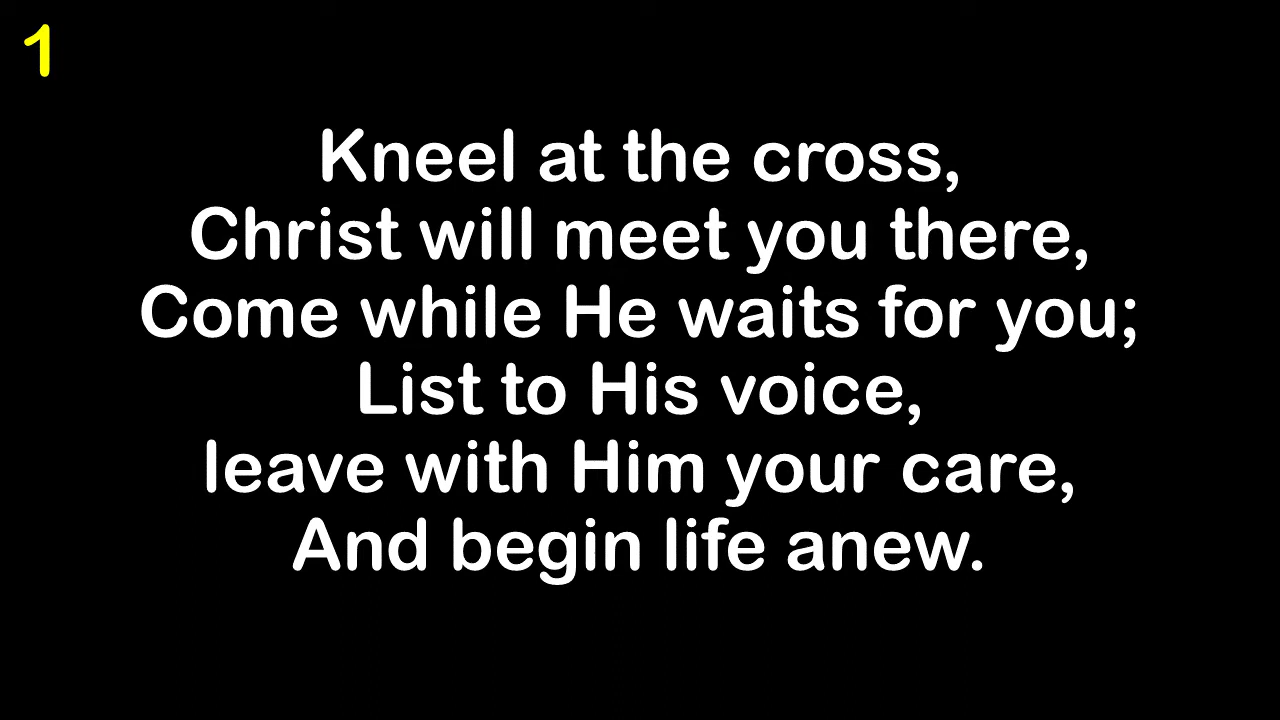 1
Kneel at the cross,
Christ will meet you there,
Come while He waits for you;
List to His voice,
leave with Him your care,
And begin life anew.